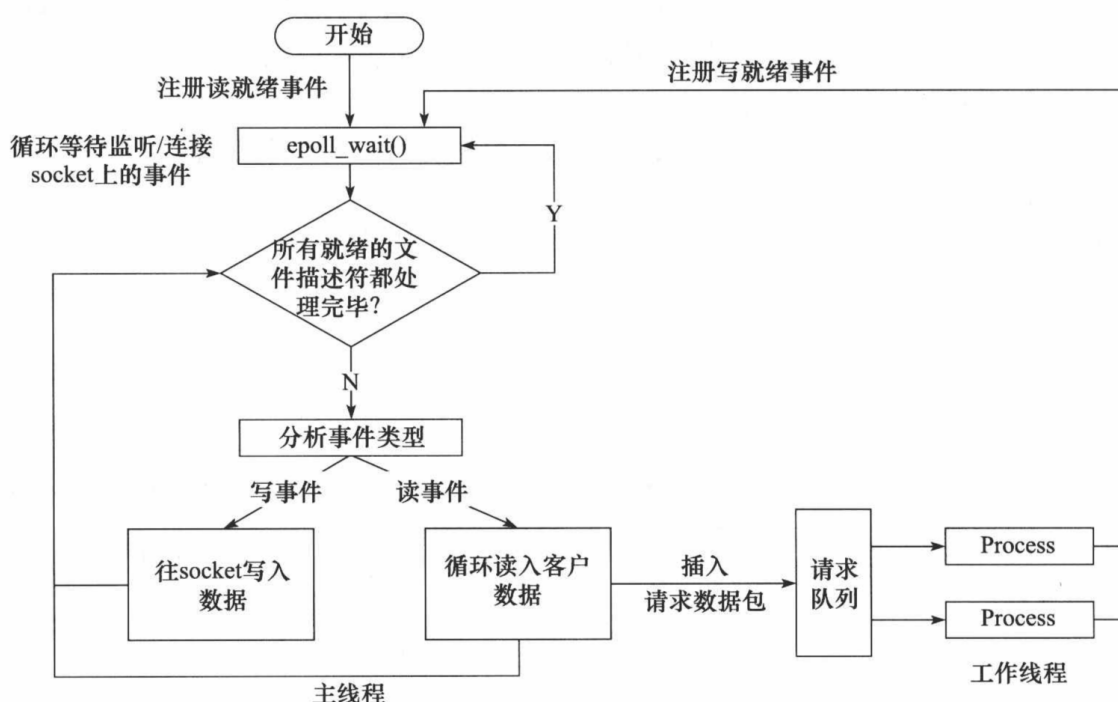 开始
注册读就绪事件
注册写就绪事件
循环等待监听/连接
socket上的事件
epoll_wait()
Y
所有就绪的文
件描述符都处
理完毕?
N
分析事件类型
写事件
读事件
往socket写入
数据
循环读入客户
数据
插入
请求数据包
请求
队列
Process
Process
工作线程
主线程